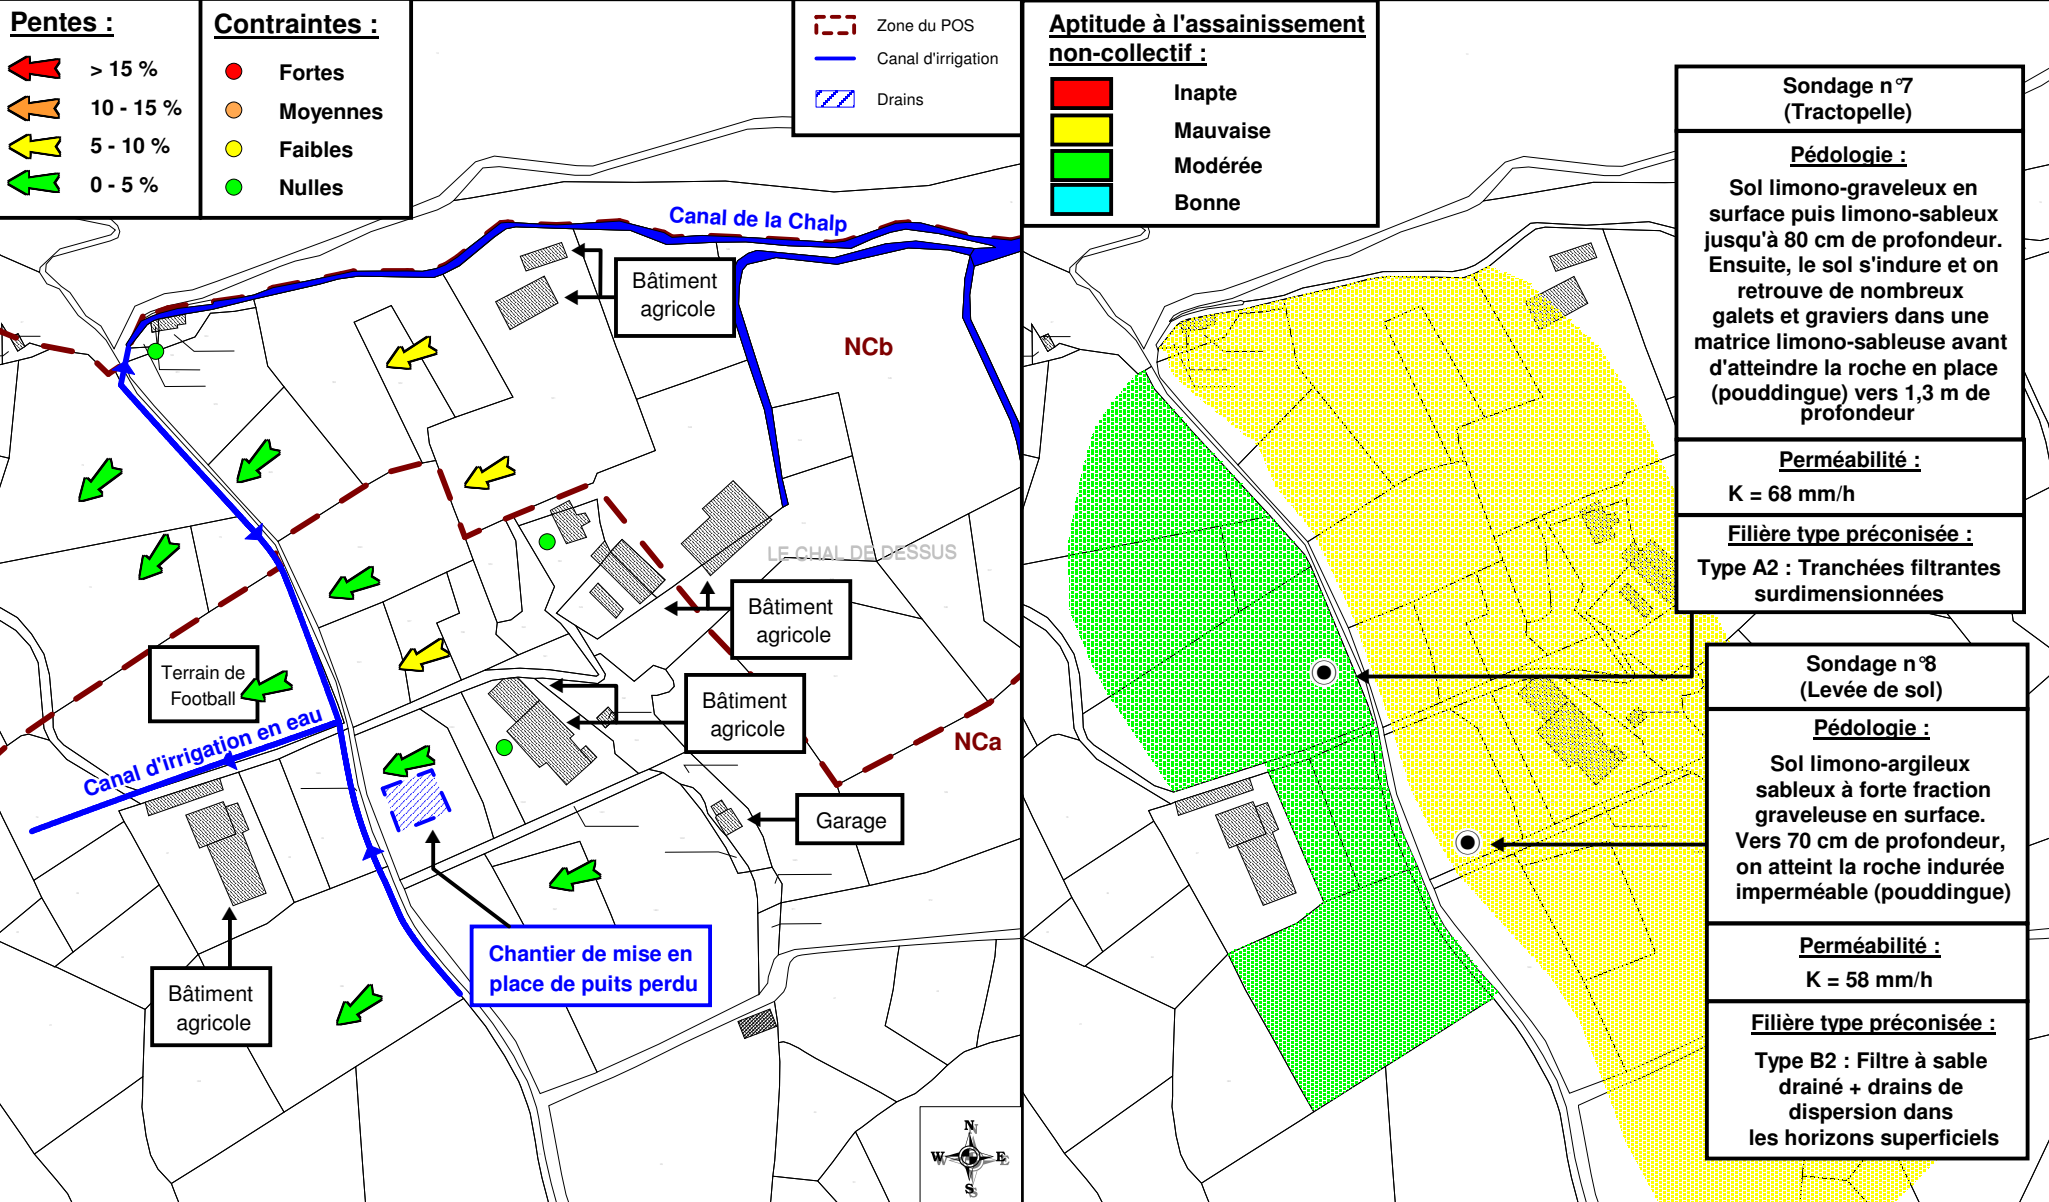 Pentes :
> 15 %
10 - 15 %
5 - 10 %
0 - 5 %
Contraintes :
Fortes
Moyennes
Faibles
Nulles
Zone du POS
Canal d'irrigation
Drains
Canal de la Chalp
Bâtiment
agricole
NCb
LE CHAL DE DESSUS
Bâtiment
agricole
Terrain de
Football
Bâtiment
agricole
NCa
Canal d'irrigation en eau
Garage
Chantier de mise en
place de puits perdu
Bâtiment
agricole
N
W E
S
Aptitude à l'assainissement
non-collectif :
Inapte
Mauvaise
Modérée
Bonne
Sondage n°7
(Tractopelle)
Pédologie :
Sol limono-graveleux en
surface puis limono-sableux
jusqu'à 80 cm de profondeur.
Ensuite, le sol s'indure et on
retrouve de nombreux
galets et graviers dans une
matrice limono-sableuse avant
d'atteindre la roche en place
(pouddingue) vers 1,3 m de
profondeur
Perméabilité :
K = 68 mm/h
Filière type préconisée :
Type A2 : Tranchées filtrantes
surdimensionnées
Sondage n°8
(Levée de sol)
Pédologie :
Sol limono-argileux
sableux à forte fraction
graveleuse en surface.
Vers 70 cm de profondeur,
on atteint la roche indurée
imperméable (pouddingue)
Perméabilité :
K = 58 mm/h
Filière type préconisée :
Type B2 : Filtre à sable
drainé + drains de
dispersion dans
les horizons superficiels